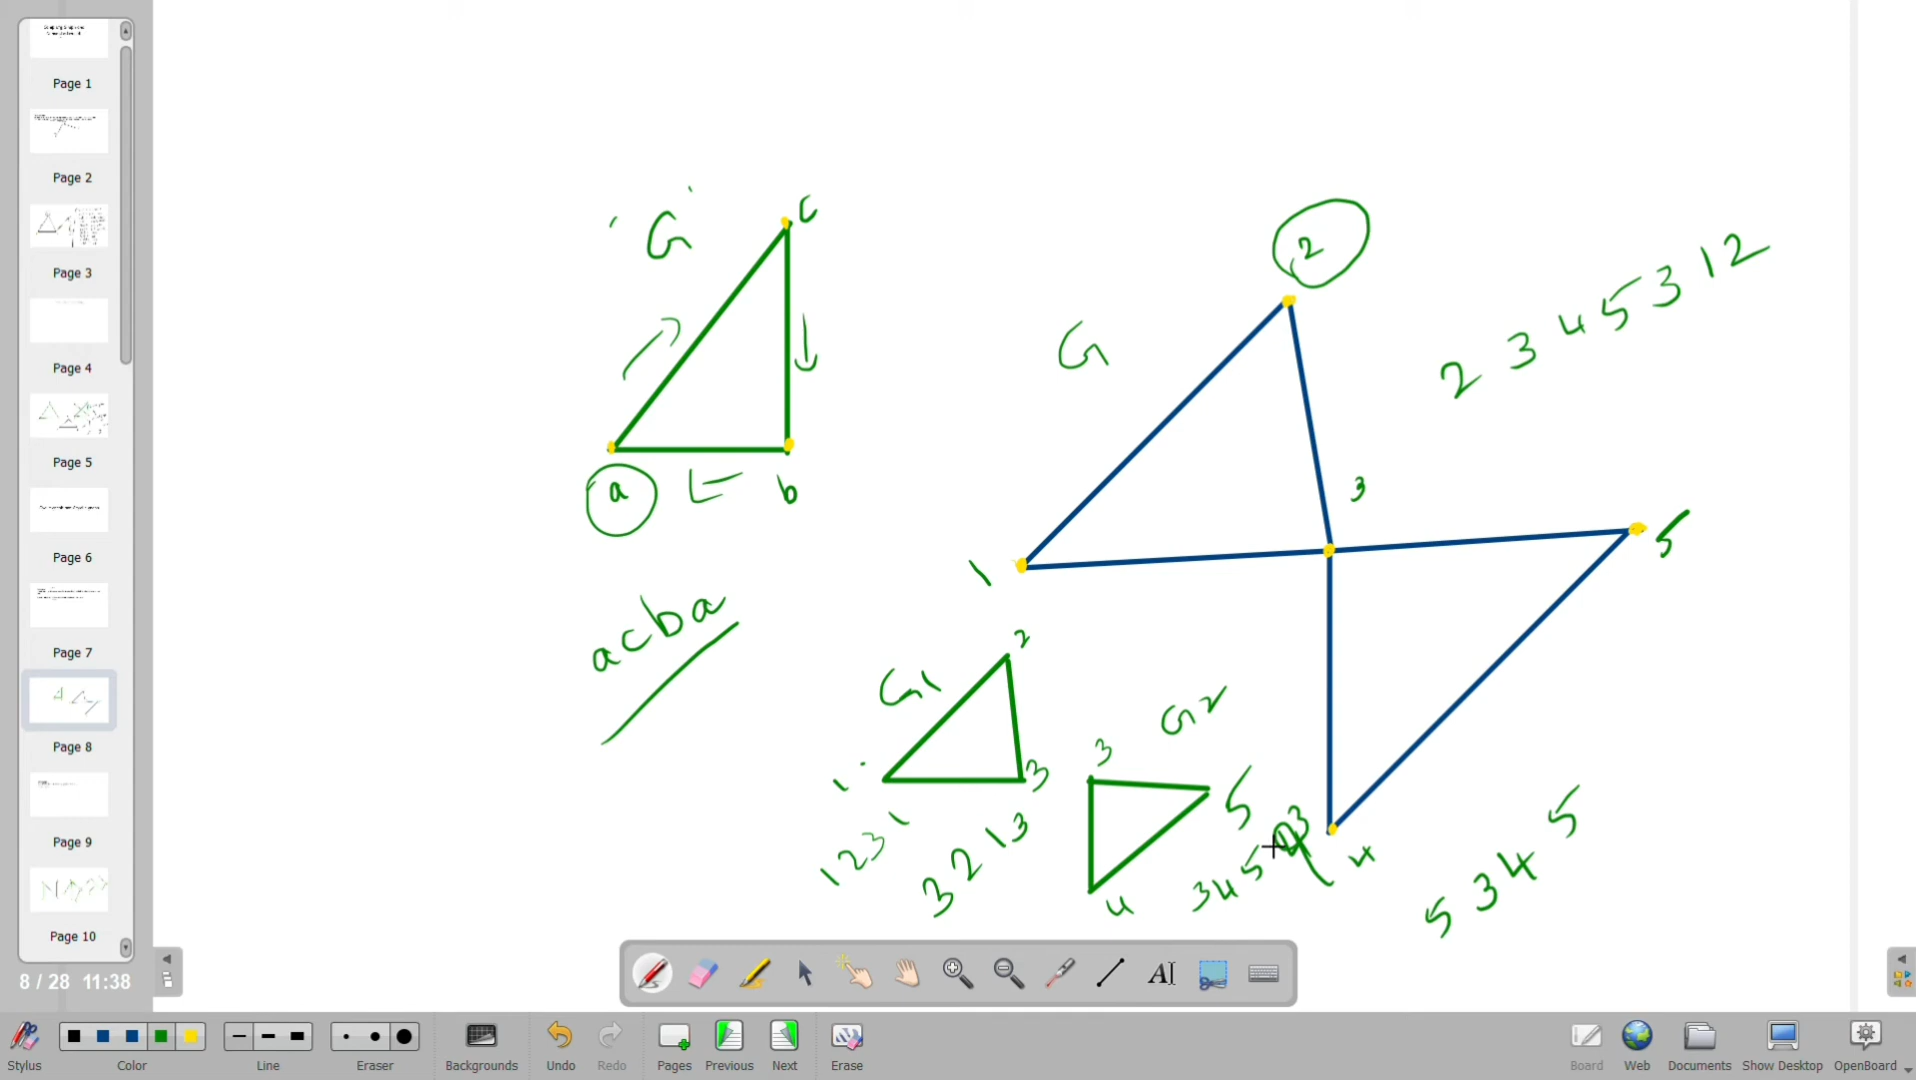 Page 1
Page 2
Page 3
Page 4
Page 5
Page 6
Page 7
Page 8
Page 9
Page 10
8 / 28 11:38
'G'
c
a
b
acba
G
2
1
3
5
4
2 3 4 5 3 1 2
G1
2
1
3
1 2 3 1
3 2 1 3
G2
3
5
4
3 4 5
5 3 4 5
AI
Stylus
Color
Line
Eraser
Backgrounds
Undo
Redo
Pages
Previous
Next
Erase
Board
Web
Documents
Show Desktop
OpenBoard